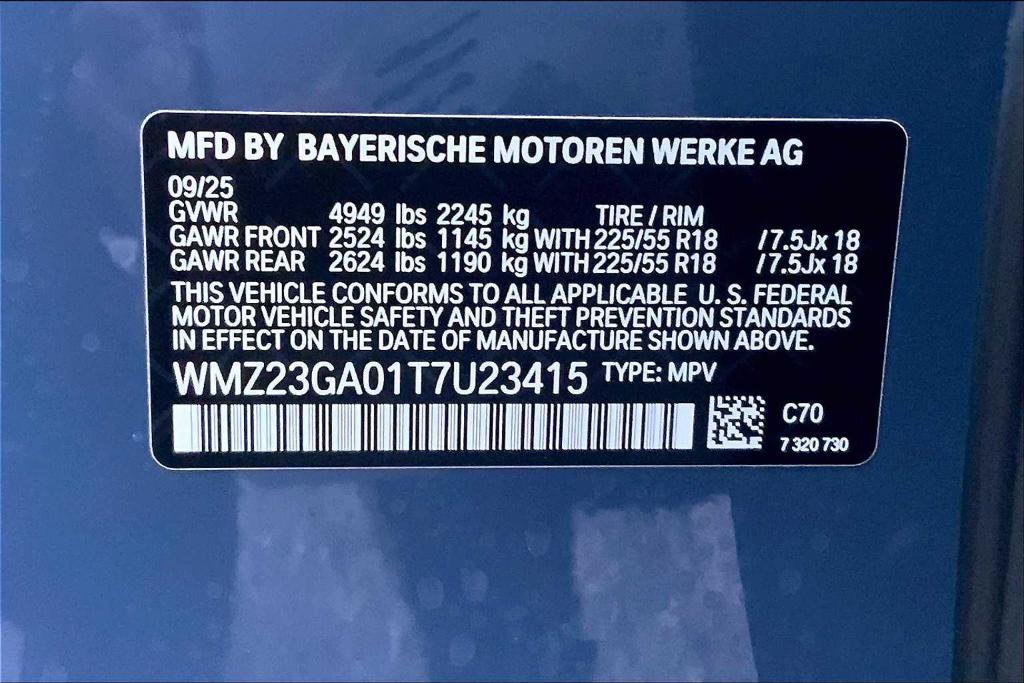 MFD BY BAYERISCHE MOTOREN WERKE AG
09/25
GVWR 4949 lbs 2245 kg TIRE / RIM
GAWR FRONT 2524 lbs 1145 kg WITH 225/55 R18 /7.5Jx 18
GAWR REAR 2624 lbs 1190 kg WITH 225/55 R18 /7.5Jx 18
THIS VEHICLE CONFORMS TO ALL APPLICABLE U. S. FEDERAL
MOTOR VEHICLE SAFETY AND THEFT PREVENTION STANDARDS
IN EFFECT ON THE DATE OF MANUFACTURE SHOWN ABOVE.
WMZ23GA01T7U23415 TYPE: MPV
C70
7 320 730